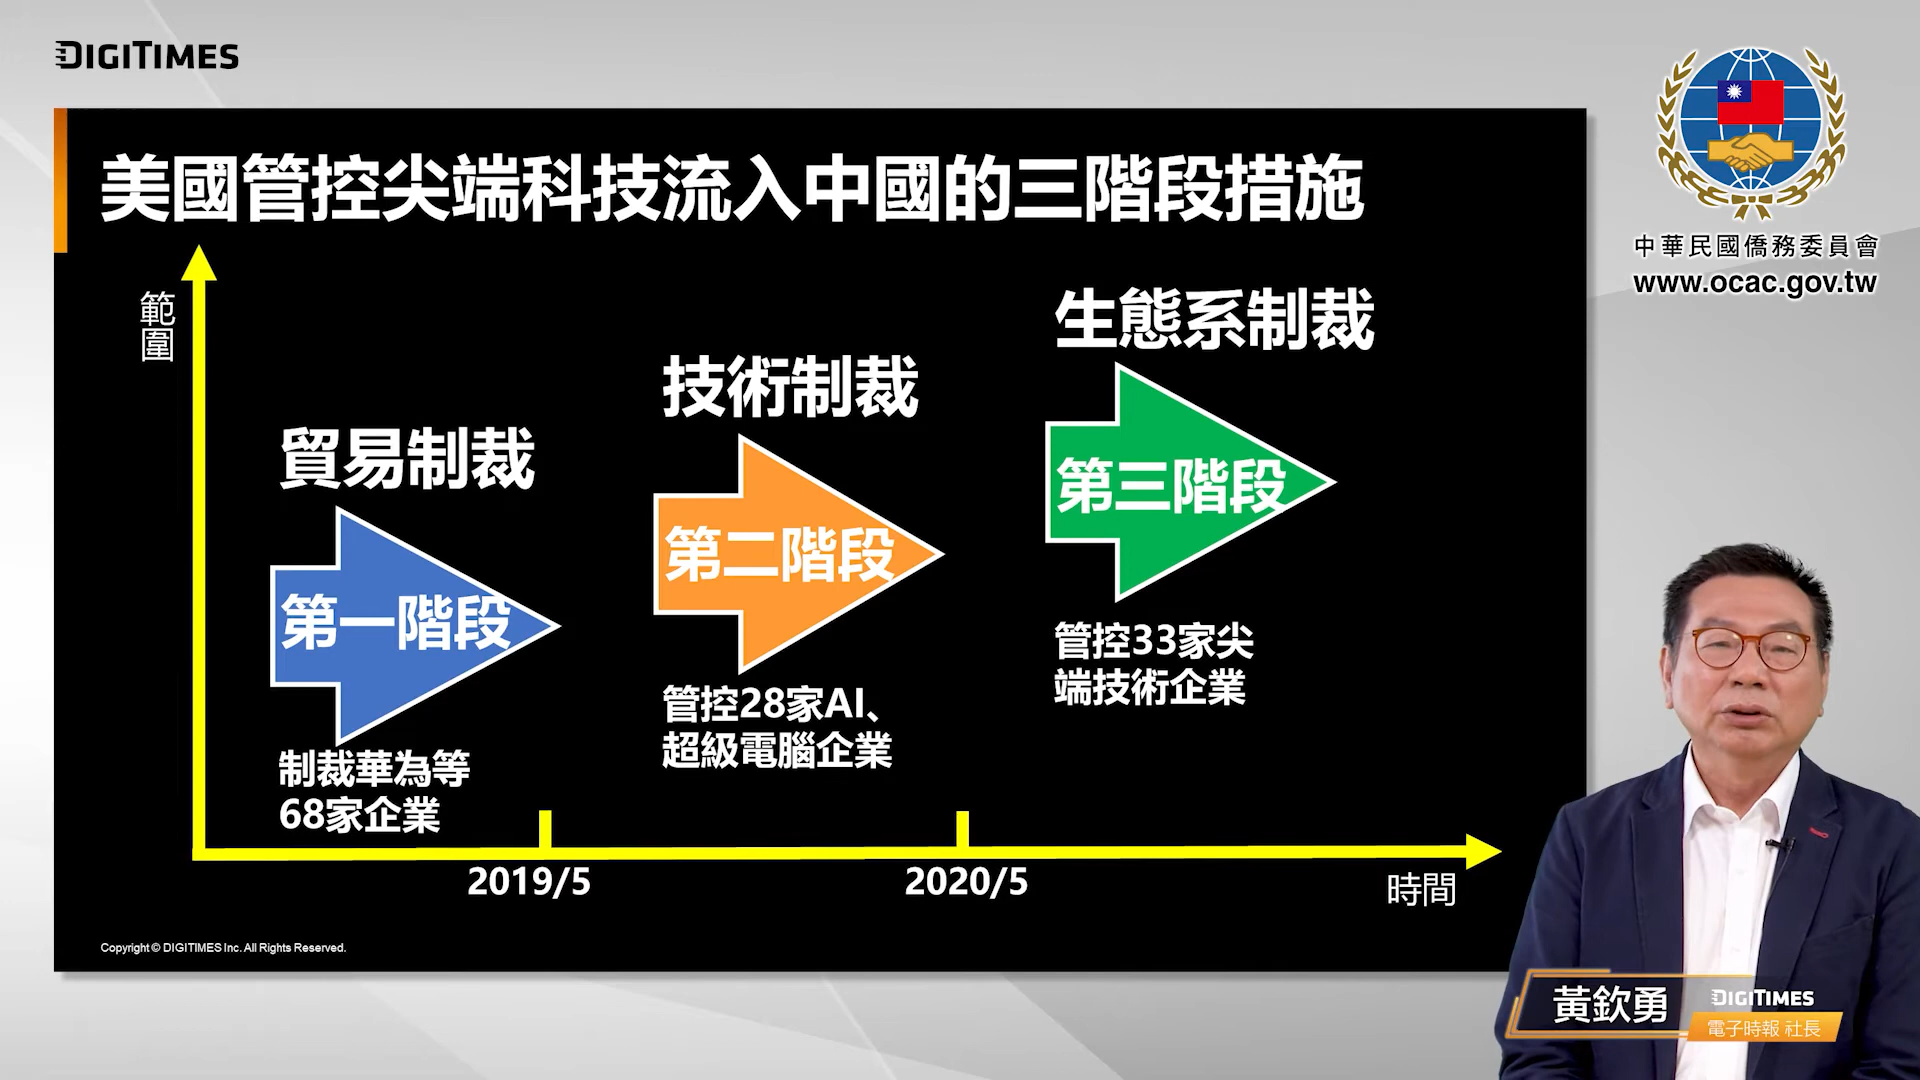 DIGITIMES
中華民國僑務委員會
www.ocac.gov.tw
美國管控尖端科技流入中國的三階段措施
範圍
貿易制裁
第一階段
制裁華為等
68家企業
技術制裁
第二階段
管控28家AI、
超級電腦企業
生態系制裁
第三階段
管控33家尖
端技術企業
2019/5
2020/5
時間
Copyright © DIGITIMES Inc. All Rights Reserved.
黃欽勇
DIGITIMES
電子時報 社長